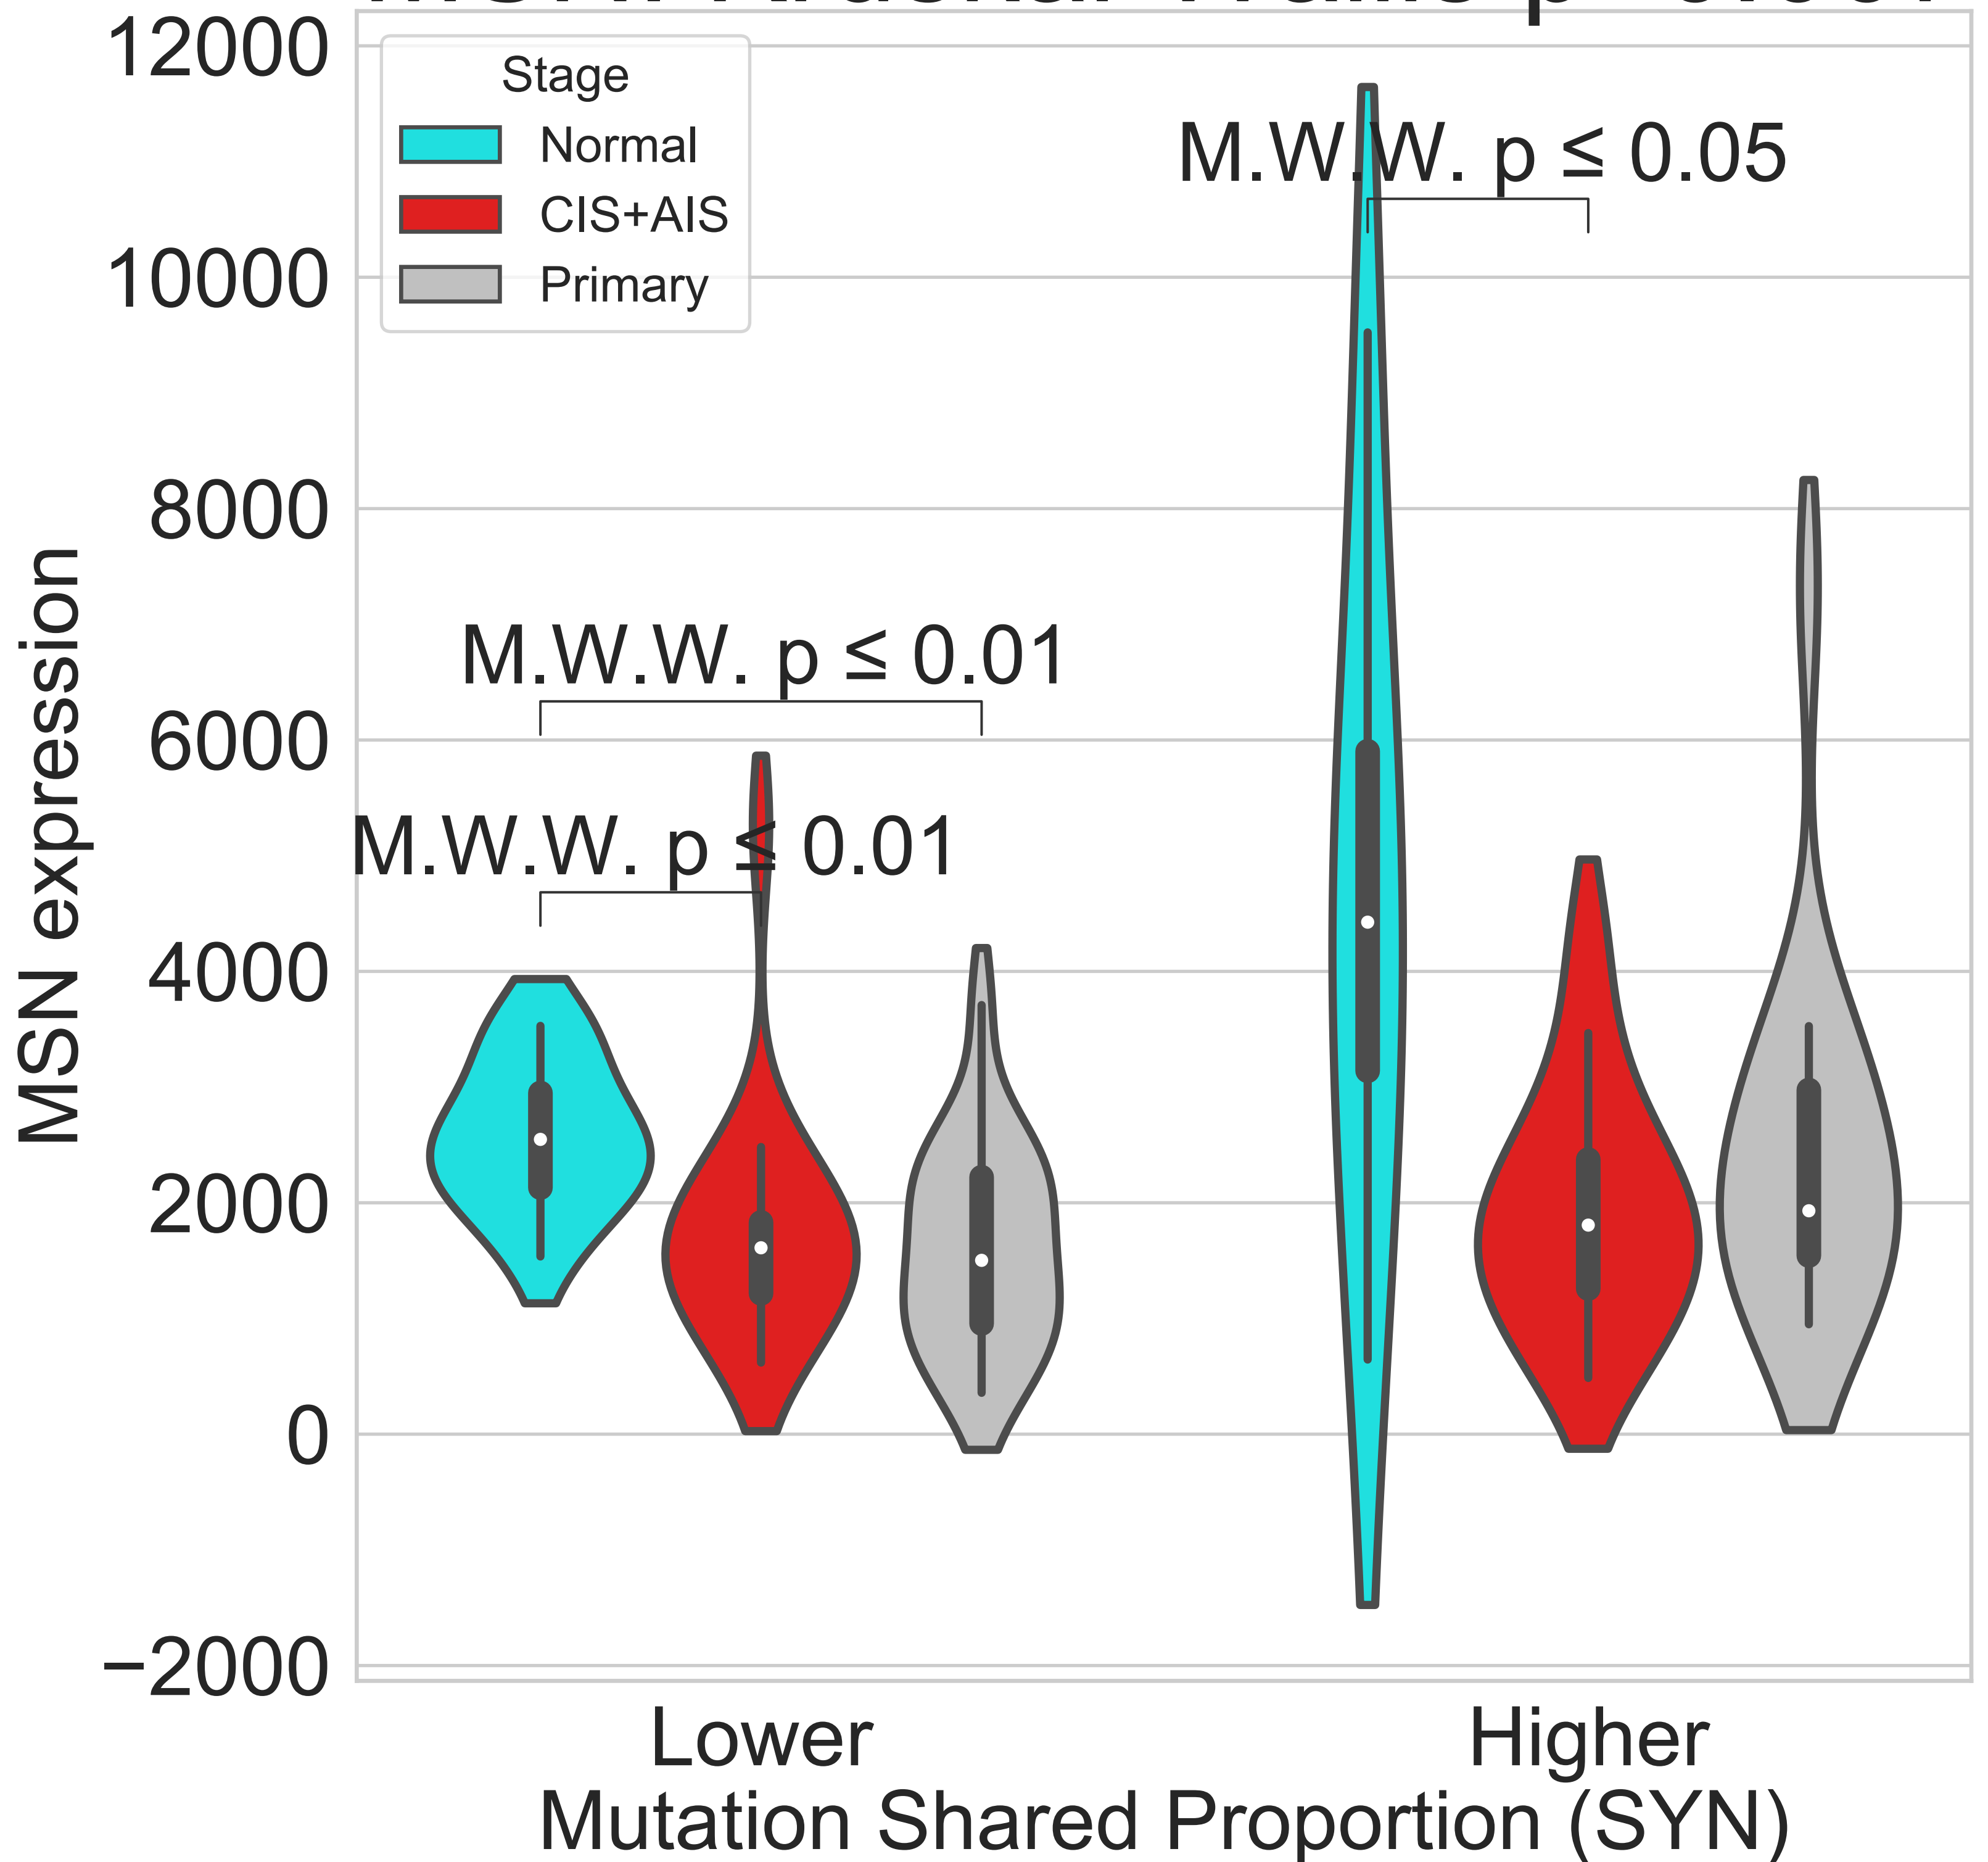 12000
10000
8000
6000
4000
2000
0
−2000
MSN expression
Stage
Normal
CIS+AIS
Primary
M.W.W. p ≤ 0.05
M.W.W. p ≤ 0.01
M.W.W. p ≤ 0.01
Lower
Higher
Mutation Shared Proportion (SYN)